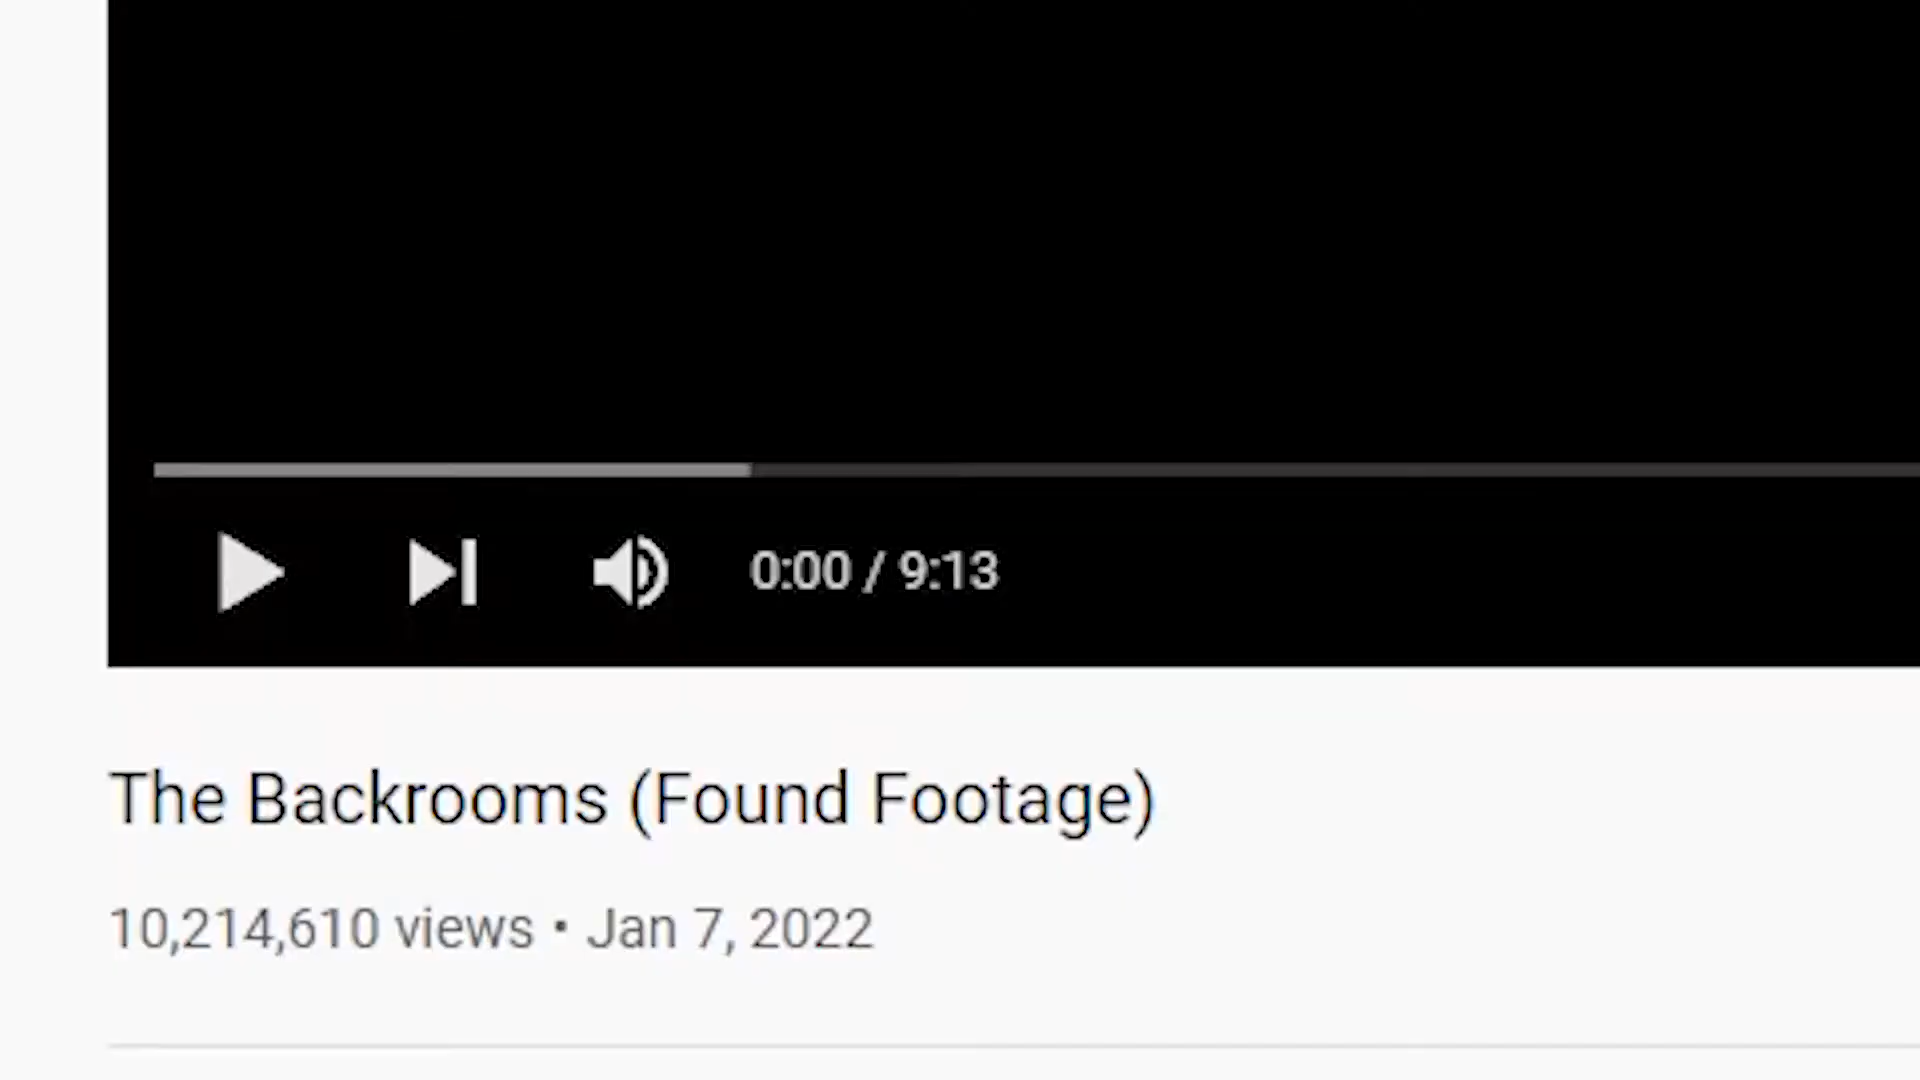 0:00 / 9:13
The Backrooms (Found Footage)
10,214,610 views • Jan 7, 2022